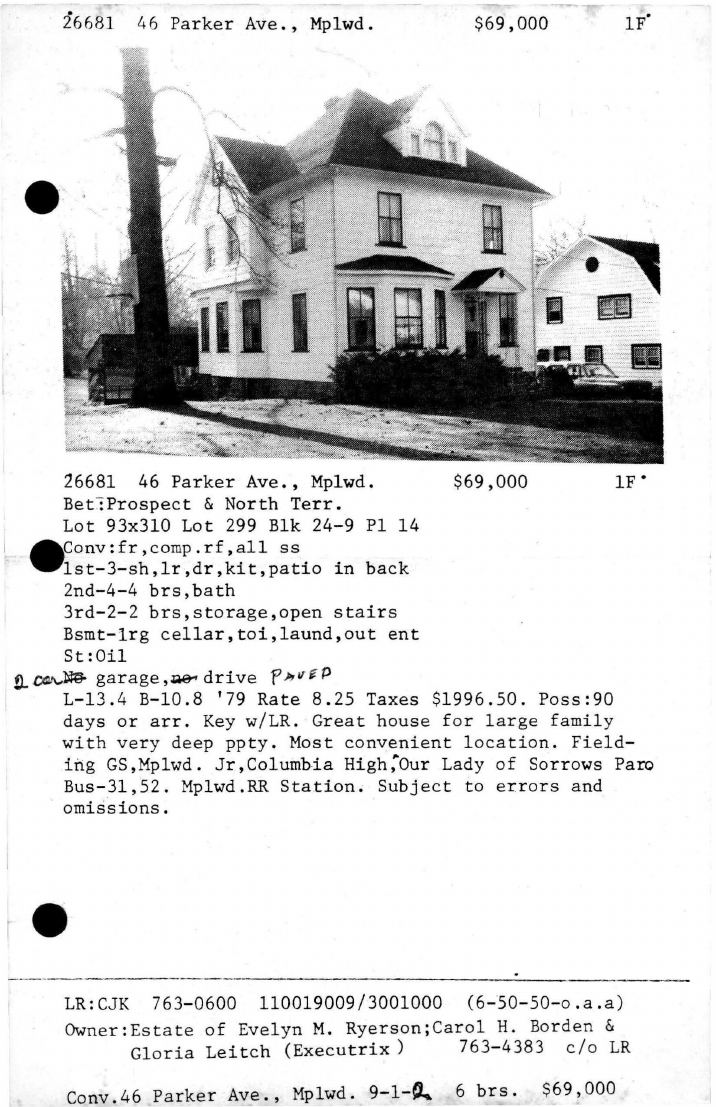 26681 46 Parker Ave., Mplwd. $69,000 1F
26681 46 Parker Ave., Mplwd. $69,000 1F
Bet:Prospect & North Terr.
Lot 93x310 Lot 299 Blk 24-9 Pl 14
Conv:fr,comp.rf,all ss
1st-3-sh,lr,dr,kit,patio in back
2nd-4-4 brs,bath
3rd-2-2 brs,storage,open stairs
Bsmt-lrg cellar,toi,laund,out ent
St:Oil
2 car No garage,no drive PAVED
L-13.4 B-10.8 '79 Rate 8.25 Taxes $1996.50. Poss:90
days or arr. Key w/LR. Great house for large family
with very deep ppty. Most convenient location. Field-
ing GS,Mplwd. Jr,Columbia High,Our Lady of Sorrows Paro
Bus-31,52. Mplwd.RR Station. Subject to errors and
omissions.
LR:CJK 763-0600 110019009/3001000 (6-50-50-o.a.a)
Owner:Estate of Evelyn M. Ryerson;Carol H. Borden &
Gloria Leitch (Executrix) 763-4383 c/o LR
Conv.46 Parker Ave., Mplwd. 9-1-2 6 brs. $69,000